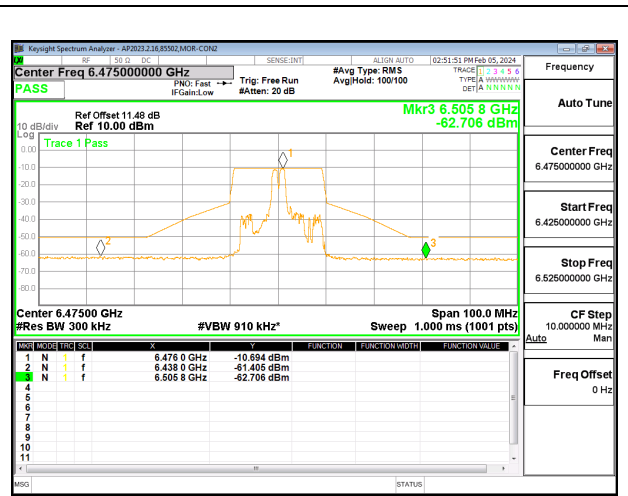 Keysight Spectrum Analyzer - AP2023.2.16,85502,MOR-CON2
RF 50 Ω DC SENSE:INT ALIGN AUTO 02:51:51 PM Feb 05, 2024
Center Freq 6.475000000 GHz
PASS
PNO: Fast
IFGain:Low
Trig: Free Run
#Atten: 20 dB
#Avg Type: RMS
Avg|Hold: 100/100
TRACE 1 2 3 4 5 6
TYPE A WWWWW
DET A N N N N N
Ref Offset 11.48 dB
Ref 10.00 dBm
10 dB/div
Log
Mkr3 6.505 8 GHz
-62.706 dBm
Trace 1 Pass
0.00
-10.0
-20.0
-30.0
-40.0
-50.0
-60.0
-70.0
-80.0
1
2
3
Center 6.47500 GHz Span 100.0 MHz
#Res BW 300 kHz #VBW 910 kHz* Sweep 1.000 ms (1001 pts)
MKR MODE TRC SCL X Y FUNCTION FUNCTION WIDTH FUNCTION VALUE
1 N 1 f 6.476 0 GHz -10.694 dBm
2 N 1 f 6.438 0 GHz -61.405 dBm
3 N 1 f 6.505 8 GHz -62.706 dBm
4
5
6
7
8
9
10
11
MSG STATUS
Frequency
Auto Tune
Center Freq
6.475000000 GHz
Start Freq
6.425000000 GHz
Stop Freq
6.525000000 GHz
CF Step
10.000000 MHz
Auto Man
Freq Offset
0 Hz